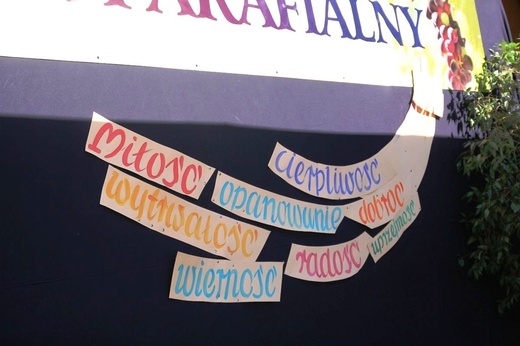 PARAFIALNY
Miłość
cierpliwość
wytrwałość
opanowanie
dobroć
uprzejmość
wierność
radość